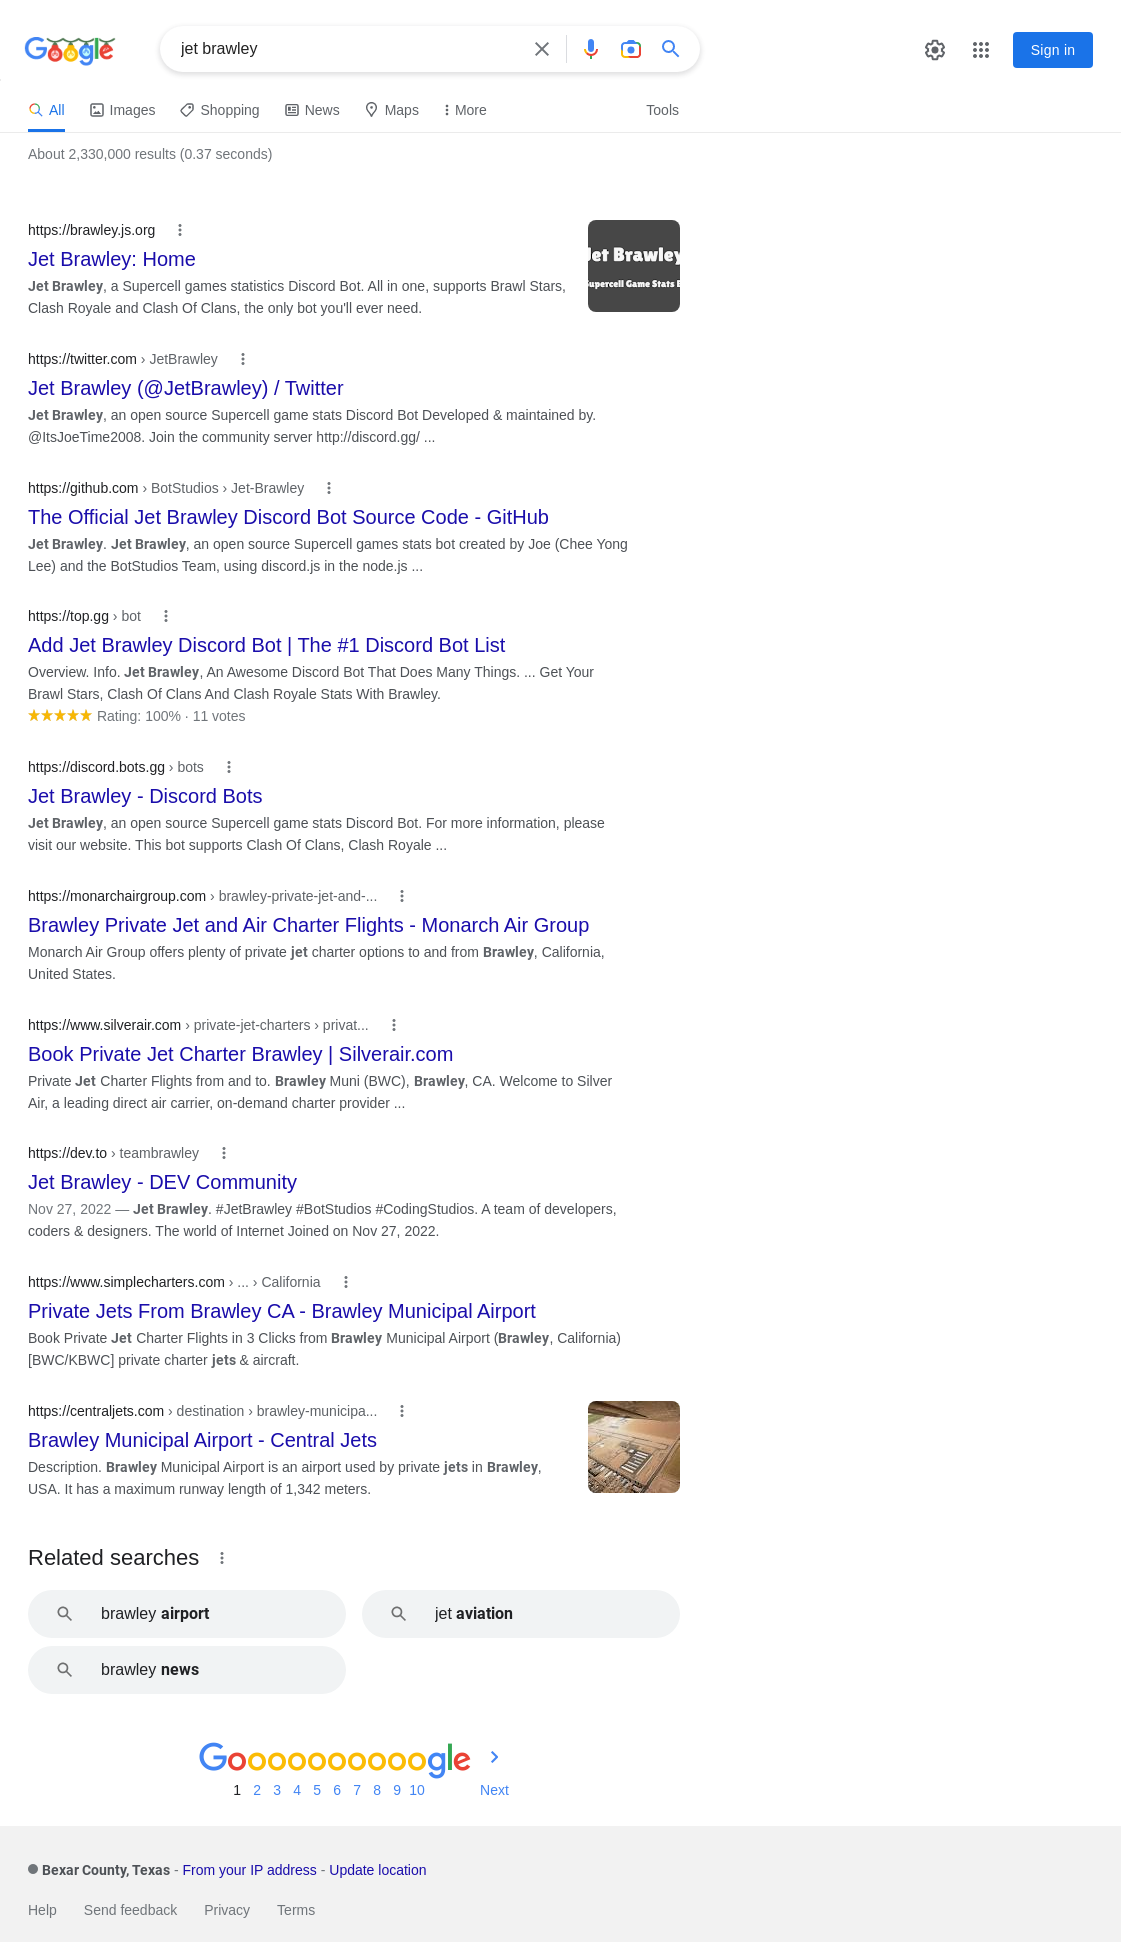 Google
jet brawley
Sign in
All Images Shopping News Maps More Tools
About 2,330,000 results (0.37 seconds)
https://brawley.js.org
Jet Brawley: Home
Jet Brawley, a Supercell games statistics Discord Bot. All in one, supports Brawl Stars,
Clash Royale and Clash Of Clans, the only bot you'll ever need.
Jet Brawley
Supercell Game Stats B
https://twitter.com › JetBrawley
Jet Brawley (@JetBrawley) / Twitter
Jet Brawley, an open source Supercell game stats Discord Bot Developed & maintained by.
@ItsJoeTime2008. Join the community server http://discord.gg/ ...
https://github.com › BotStudios › Jet-Brawley
The Official Jet Brawley Discord Bot Source Code - GitHub
Jet Brawley. Jet Brawley, an open source Supercell games stats bot created by Joe (Chee Yong
Lee) and the BotStudios Team, using discord.js in the node.js ...
https://top.gg › bot
Add Jet Brawley Discord Bot | The #1 Discord Bot List
Overview. Info. Jet Brawley, An Awesome Discord Bot That Does Many Things. ... Get Your
Brawl Stars, Clash Of Clans And Clash Royale Stats With Brawley.
Rating: 100% · 11 votes
https://discord.bots.gg › bots
Jet Brawley - Discord Bots
Jet Brawley, an open source Supercell game stats Discord Bot. For more information, please
visit our website. This bot supports Clash Of Clans, Clash Royale ...
https://monarchairgroup.com › brawley-private-jet-and-...
Brawley Private Jet and Air Charter Flights - Monarch Air Group
Monarch Air Group offers plenty of private jet charter options to and from Brawley, California,
United States.
https://www.silverair.com › private-jet-charters › privat...
Book Private Jet Charter Brawley | Silverair.com
Private Jet Charter Flights from and to. Brawley Muni (BWC), Brawley, CA. Welcome to Silver
Air, a leading direct air carrier, on-demand charter provider ...
https://dev.to › teambrawley
Jet Brawley - DEV Community
Nov 27, 2022 — Jet Brawley. #JetBrawley #BotStudios #CodingStudios. A team of developers,
coders & designers. The world of Internet Joined on Nov 27, 2022.
https://www.simplecharters.com › ... › California
Private Jets From Brawley CA - Brawley Municipal Airport
Book Private Jet Charter Flights in 3 Clicks from Brawley Municipal Airport (Brawley, California)
[BWC/KBWC] private charter jets & aircraft.
https://centraljets.com › destination › brawley-municipa...
Brawley Municipal Airport - Central Jets
Description. Brawley Municipal Airport is an airport used by private jets in Brawley,
USA. It has a maximum runway length of 1,342 meters.
Related searches
brawley airport
jet aviation
brawley news
Goooooooooogle
1 2 3 4 5 6 7 8 9 10 Next
Bexar County, Texas - From your IP address - Update location
Help Send feedback Privacy Terms